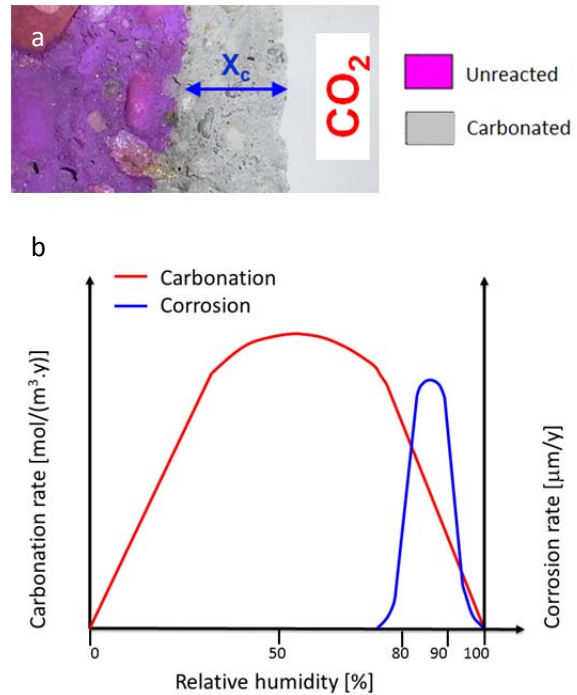 a
X_c
CO₂
Unreacted
Carbonated
b
Carbonation
Corrosion
Carbonation rate [mol/(m³.y)]
Corrosion rate [μm/y]
0 50 80 90 100
Relative humidity [%]